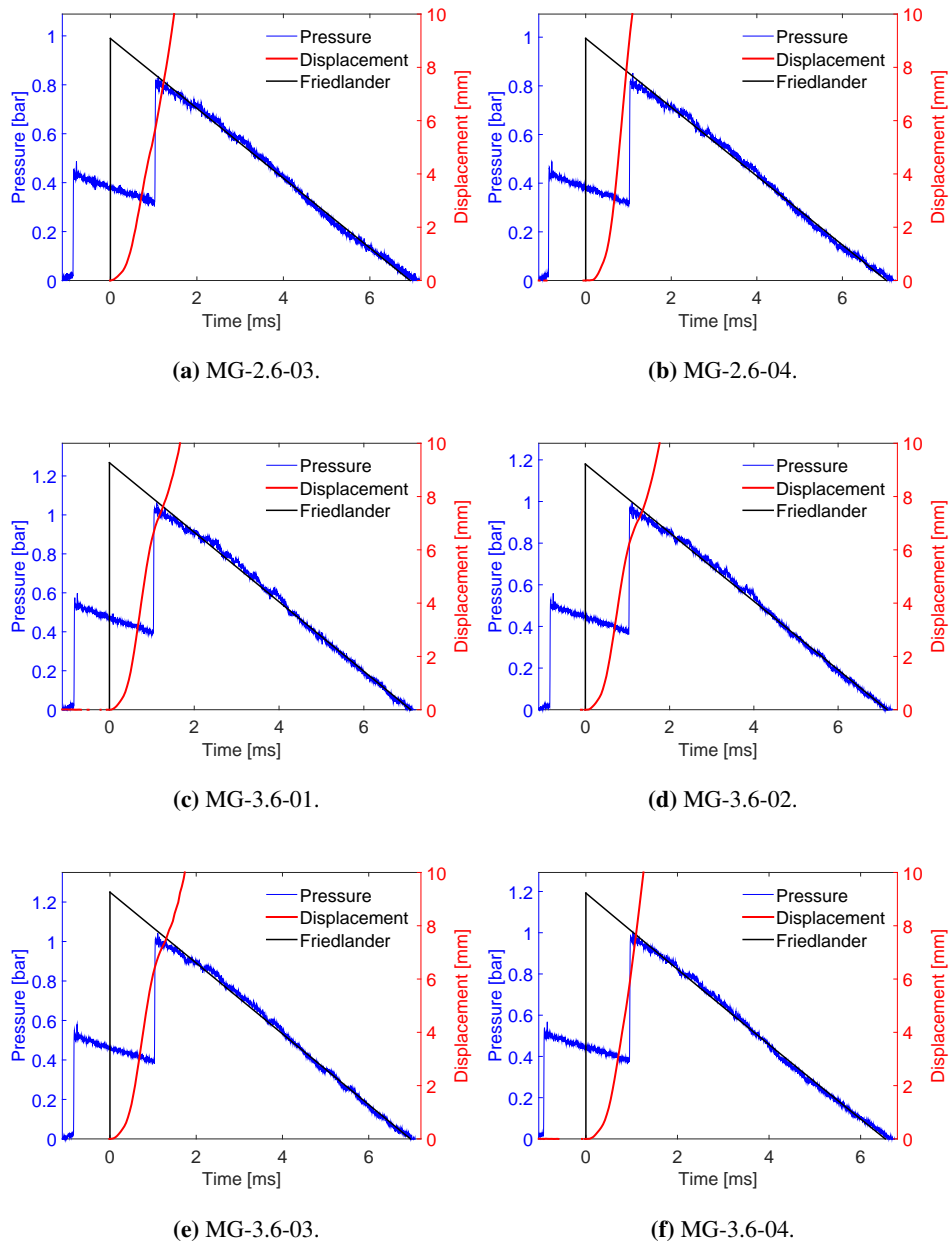 1
0.8
0.6
0.4
0.2
0
Pressure [bar]
10
8
6
4
2
0
Displacement [mm]
0 2 4 6
Time [ms]
Pressure
Displacement
Friedlander
(a) MG-2.6-03.
1
0.8
0.6
0.4
0.2
0
Pressure [bar]
10
8
6
4
2
0
Displacement [mm]
0 2 4 6
Time [ms]
Pressure
Displacement
Friedlander
(b) MG-2.6-04.
1.2
1
0.8
0.6
0.4
0.2
0
Pressure [bar]
10
8
6
4
2
0
Displacement [mm]
0 2 4 6
Time [ms]
Pressure
Displacement
Friedlander
(c) MG-3.6-01.
1.2
1
0.8
0.6
0.4
0.2
0
Pressure [bar]
10
8
6
4
2
0
Displacement [mm]
0 2 4 6
Time [ms]
Pressure
Displacement
Friedlander
(d) MG-3.6-02.
1.2
1
0.8
0.6
0.4
0.2
0
Pressure [bar]
10
8
6
4
2
0
Displacement [mm]
0 2 4 6
Time [ms]
Pressure
Displacement
Friedlander
(e) MG-3.6-03.
1.2
1
0.8
0.6
0.4
0.2
0
Pressure [bar]
10
8
6
4
2
0
Displacement [mm]
0 2 4 6
Time [ms]
Pressure
Displacement
Friedlander
(f) MG-3.6-04.